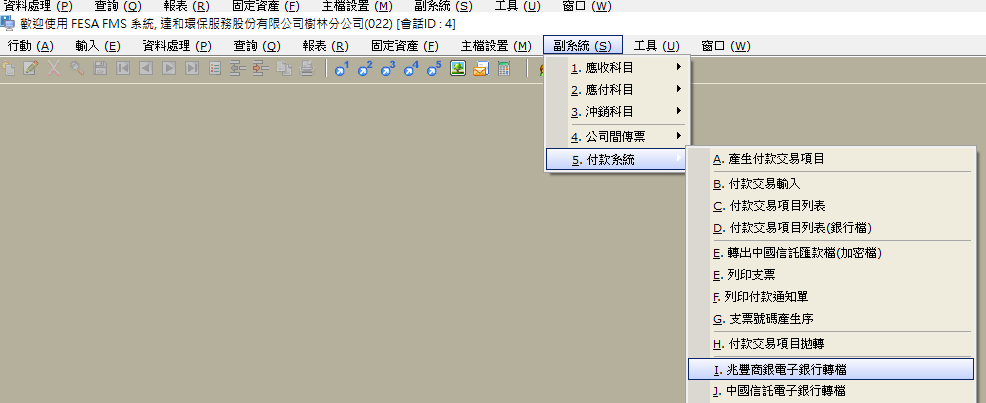 資料處理 (P) 查詢 (Q) 報表 (R) 固定資產 (F) 主檔設置 (M) 副系統 (S) 工具 (U) 窗口 (W)
歡迎使用 FESA FMS 系統, 達和環保服務股份有限公司樹林分公司(022) [會話ID : 4]
行動 (A) 輸入 (E) 資料處理 (P) 查詢 (Q) 報表 (R) 固定資產 (F) 主檔設置 (M) 副系統 (S) 工具 (U) 窗口 (W)
1 2 3 4 5
1. 應收科目
2. 應付科目
3. 沖銷科目
4. 公司間傳票
5. 付款系統
A. 產生付款交易項目
B. 付款交易輸入
C. 付款交易項目列表
D. 付款交易項目列表(銀行檔)
E. 轉出中國信託匯款檔(加密檔)
E. 列印支票
F. 列印付款通知單
G. 支票號碼產生序
H. 付款交易項目拋轉
I. 兆豐商銀電子銀行轉檔
J. 中國信託電子銀行轉檔